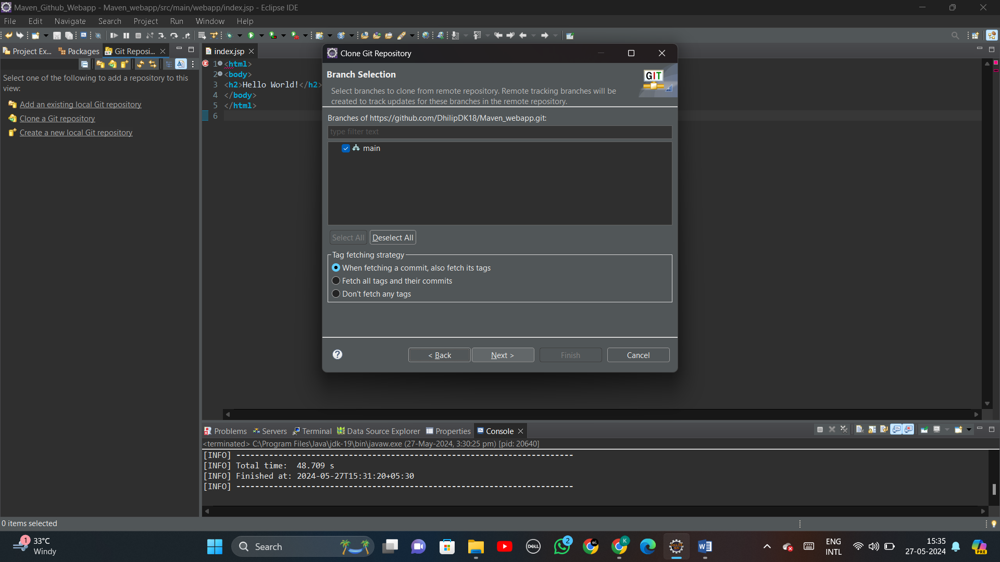 Maven_Github_Webapp - Maven_webapp/src/main/webapp/index.jsp - Eclipse IDE
File Edit Navigate Search Project Run Window Help
Project Ex... Packages Git Reposi...
Select one of the following to add a repository to this
view:
Add an existing local Git repository
Clone a Git repository
Create a new local Git repository
index.jsp
1 <html>
2 <body>
3 <h2>Hello World!</h2>
4 </body>
5 </html>
6
Clone Git Repository
Branch Selection
Select branches to clone from remote repository. Remote tracking branches will be
created to track updates for these branches in the remote repository.
GIT
Branches of https://github.com/DhilipDK18/Maven_webapp.git:
type filter text
main
Select All Deselect All
Tag fetching strategy
When fetching a commit, also fetch its tags
Fetch all tags and their commits
Don't fetch any tags
< Back Next > Finish Cancel
Problems Servers Terminal Data Source Explorer Properties Console
<terminated> C:\Program Files\Java\jdk-19\bin\javaw.exe (27-May-2024, 3:30:25 pm) [pid: 20640]
[INFO] ------------------------------------------------------------------------
[INFO] Total time:  48.709 s
[INFO] Finished at: 2024-05-27T15:31:20+05:30
[INFO] ------------------------------------------------------------------------
0 items selected
1
33°C
Windy
Search
DELL
2
K
ENG
INTL
15:35
27-05-2024
PRE